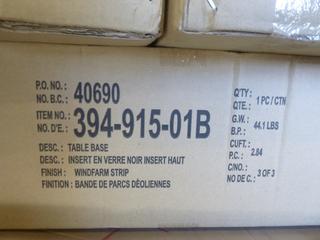 P.O. NO.: 40690
NO. B.C.:
ITEM NO.: 394-915-01B
NO. D'E.:
DESC.: TABLE BASE
DESC.: INSERT EN VERRE NOIR INSERT HAUT
FINISH: WINDFARM STRIP
FINITION: BANDE DE PARCS DÈOLIENNES
Q'TY: 1 PC / CTN
QTE.:
G.W.: 44.1 LBS
B.P.:
CUFT.: 2.84
P.C.:
C/NO.: 3 OF 3
NO DE C.: